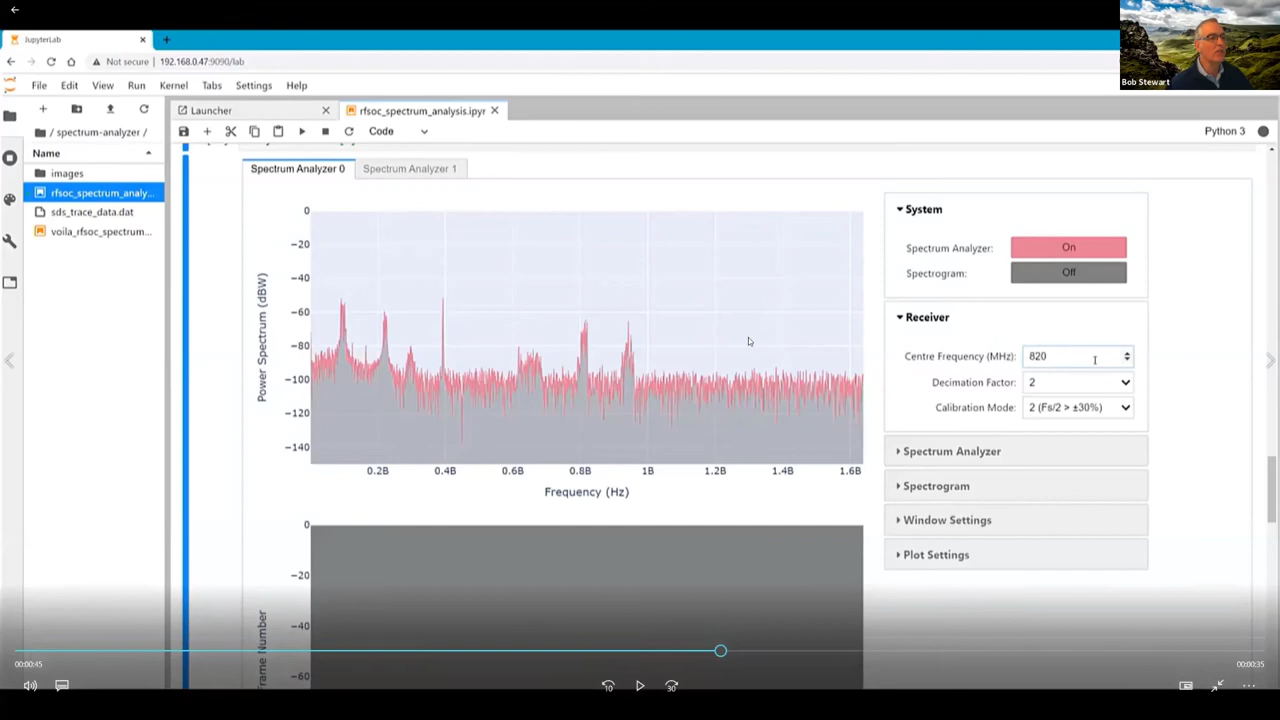 JupyterLab
Not secure | 192.168.0.47:9090/lab
Bob Stewart
File Edit View Run Kernel Tabs Settings Help
Launcher
rfsoc_spectrum_analysis.ipyr
/ spectrum-analyzer /
Code
Python 3
Name
images
rfsoc_spectrum_analy...
sds_trace_data.dat
voila_rfsoc_spectrum...
Spectrum Analyzer 0
Spectrum Analyzer 1
Power Spectrum (dBW)
0
−20
−40
−60
−80
−100
−120
−140
0.2B 0.4B 0.6B 0.8B 1B 1.2B 1.4B 1.6B
Frequency (Hz)
System
Spectrum Analyzer: On
Spectrogram: Off
Receiver
Centre Frequency (MHz): 820
Decimation Factor: 2
Calibration Mode: 2 (Fs/2 > ±30%)
Spectrum Analyzer
Spectrogram
Window Settings
Plot Settings
Frame Number
0
−20
−40
−60
00:00:45
00:00:35
10
30